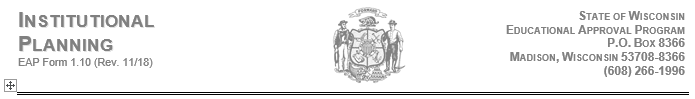 INSTITUTIONAL
PLANNING
EAP Form 1.10 (Rev. 11/18)
FORWARD
STATE OF WISCONSIN
EDUCATIONAL APPROVAL PROGRAM
P.O. BOX 8366
MADISON, WISCONSIN 53708-8366
(608) 266-1996